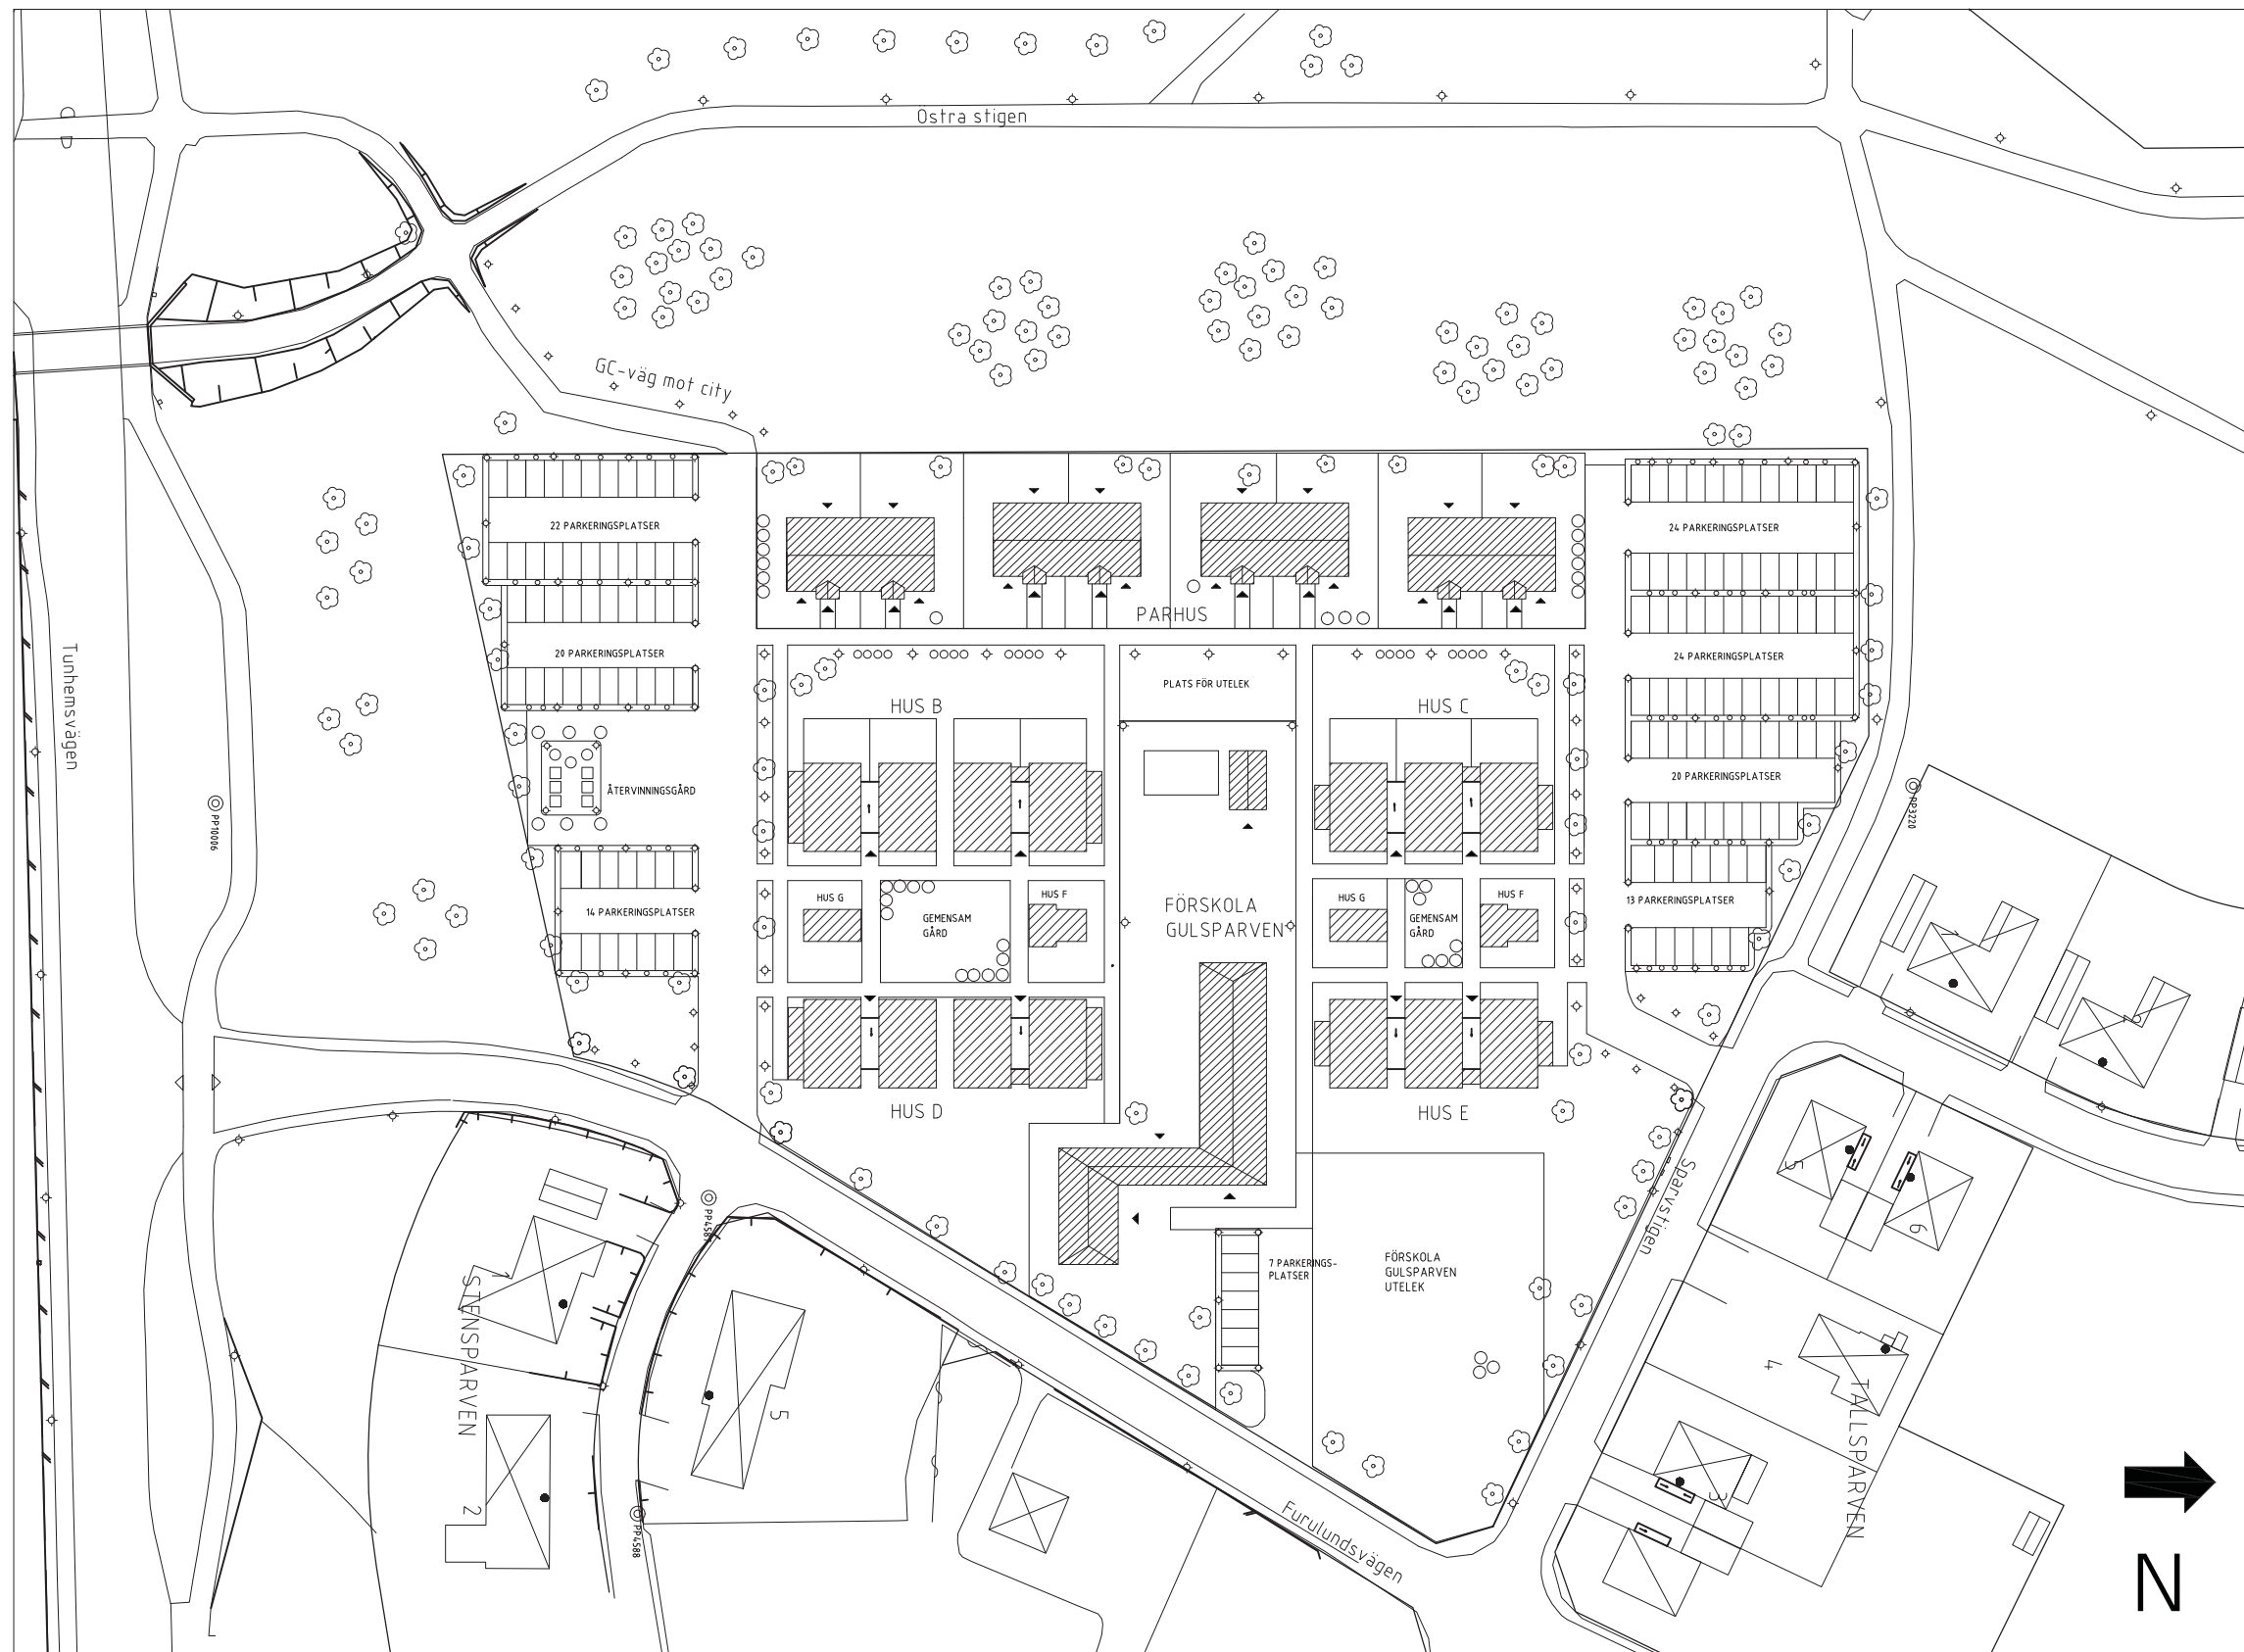 Östra stigen
GC-väg mot city
22 PARKERINGSPLATSER
24 PARKERINGSPLATSER
PARHUS
20 PARKERINGSPLATSER
24 PARKERINGSPLATSER
Tunhemsvägen
PLATS FÖR UTELEK
HUS B
HUS C
20 PARKERINGSPLATSER
ÅTERVINNINGSGÅRD
PP10006
PP3220
HUS G
HUS F
HUS G
HUS F
13 PARKERINGSPLATSER
14 PARKERINGSPLATSER
GEMENSAM
GÅRD
FÖRSKOLA
GULSPARVEN
GEMENSAM
GÅRD
1
HUS D
HUS E
5
6
Sparvstigen
7 PARKERINGS-
PLATSER
FÖRSKOLA
GULSPARVEN
UTELEK
1
STENSPARVEN
5
4
TALLSPARVEN
2
3
PP4588
Furulundsvägen
N